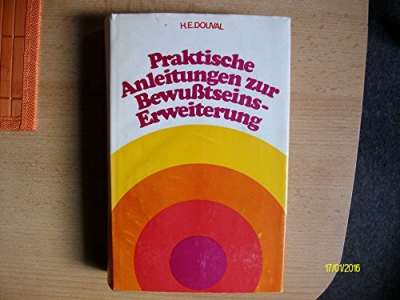 H.E.DOUVAL
Praktische
Anleitungen zur
Bewußtseins-
Erweiterung
17/01/2016